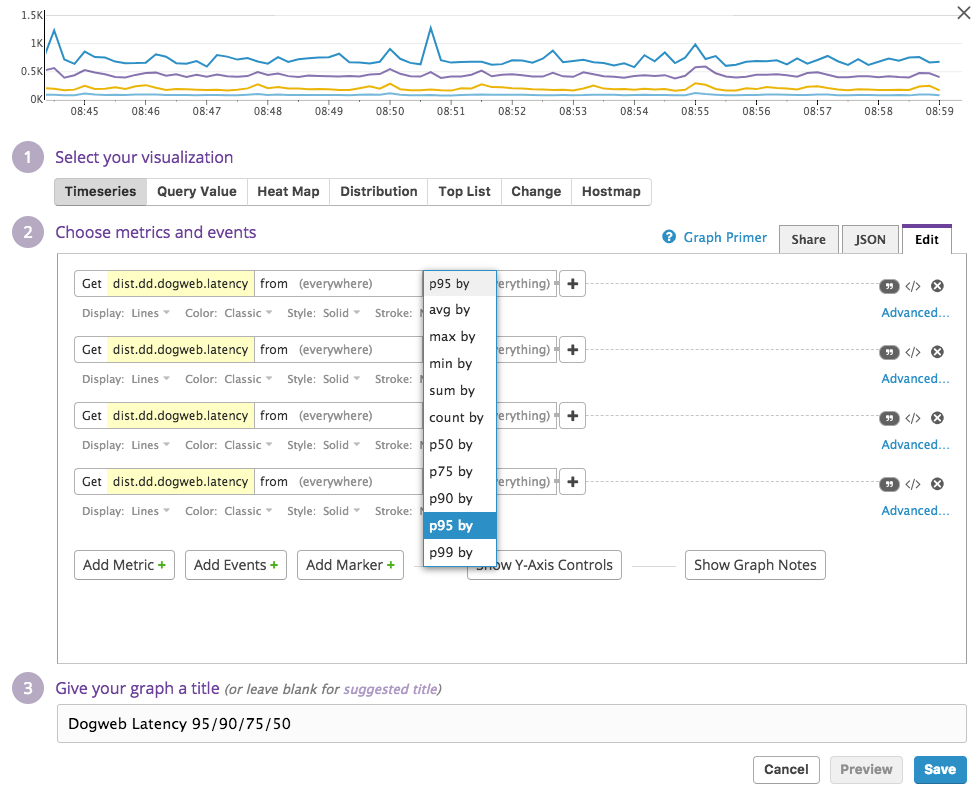 1.5K
1K
0.5K
0K
08:45 08:46 08:47 08:48 08:49 08:50 08:51 08:52 08:53 08:54 08:55 08:56 08:57 08:58 08:59
1 Select your visualization
Timeseries Query Value Heat Map Distribution Top List Change Hostmap
2 Choose metrics and events
? Graph Primer Share JSON Edit
Get dist.dd.dogweb.latency from (everywhere) p95 by erything) + </>
Display: Lines Color: Classic Style: Solid Stroke: avg by Advanced...
max by
Get dist.dd.dogweb.latency from (everywhere) erything) + </>
min by
Display: Lines Color: Classic Style: Solid Stroke: Advanced...
sum by
Get dist.dd.dogweb.latency from (everywhere) count by erything) + </>
Display: Lines Color: Classic Style: Solid Stroke: p50 by Advanced...
p75 by
Get dist.dd.dogweb.latency from (everywhere) erything) + </>
p90 by
Display: Lines Color: Classic Style: Solid Stroke: Advanced...
p95 by
p99 by
Add Metric + Add Events + Add Marker + Show Y-Axis Controls Show Graph Notes
3 Give your graph a title (or leave blank for suggested title)
Dogweb Latency 95/90/75/50
Cancel Preview Save